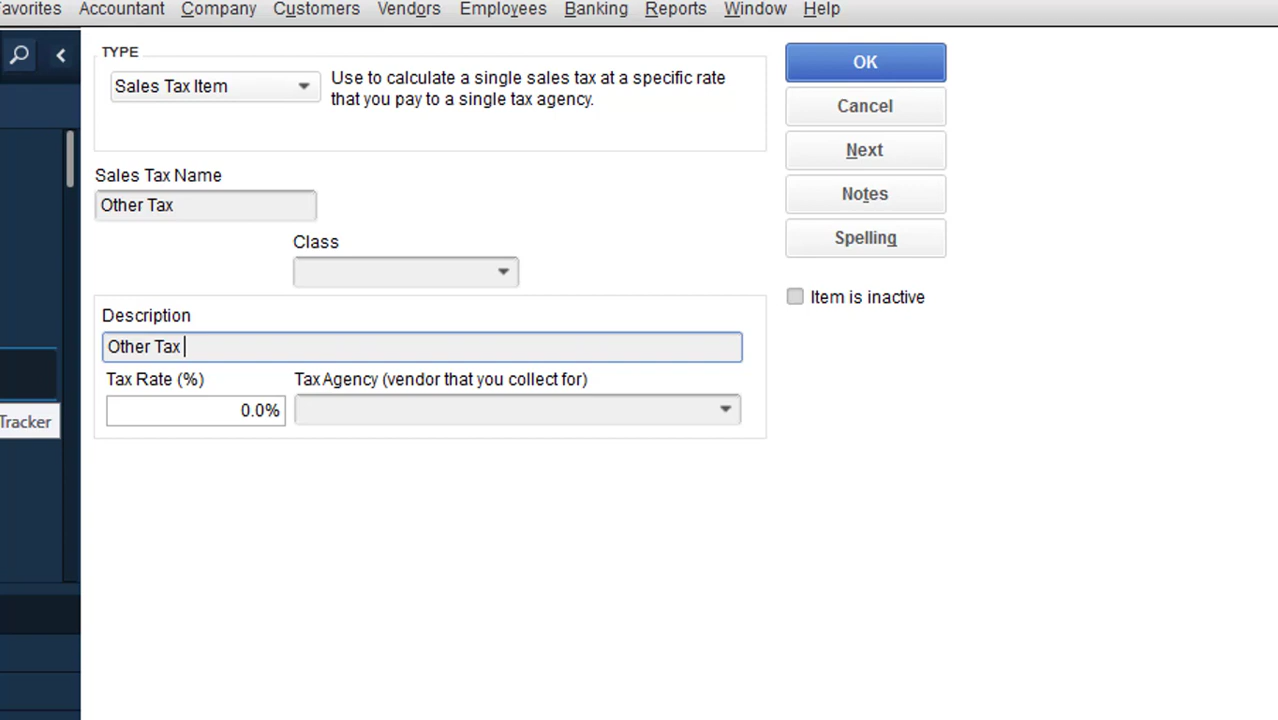 avorites Accountant Company Customers Vendors Employees Banking Reports Window Help
TYPE
Sales Tax Item
Use to calculate a single sales tax at a specific rate
that you pay to a single tax agency.
OK
Cancel
Next
Notes
Spelling
Sales Tax Name
Other Tax
Class
Item is inactive
Description
Other Tax
Tax Rate (%) Tax Agency (vendor that you collect for)
0.0%
Tracker